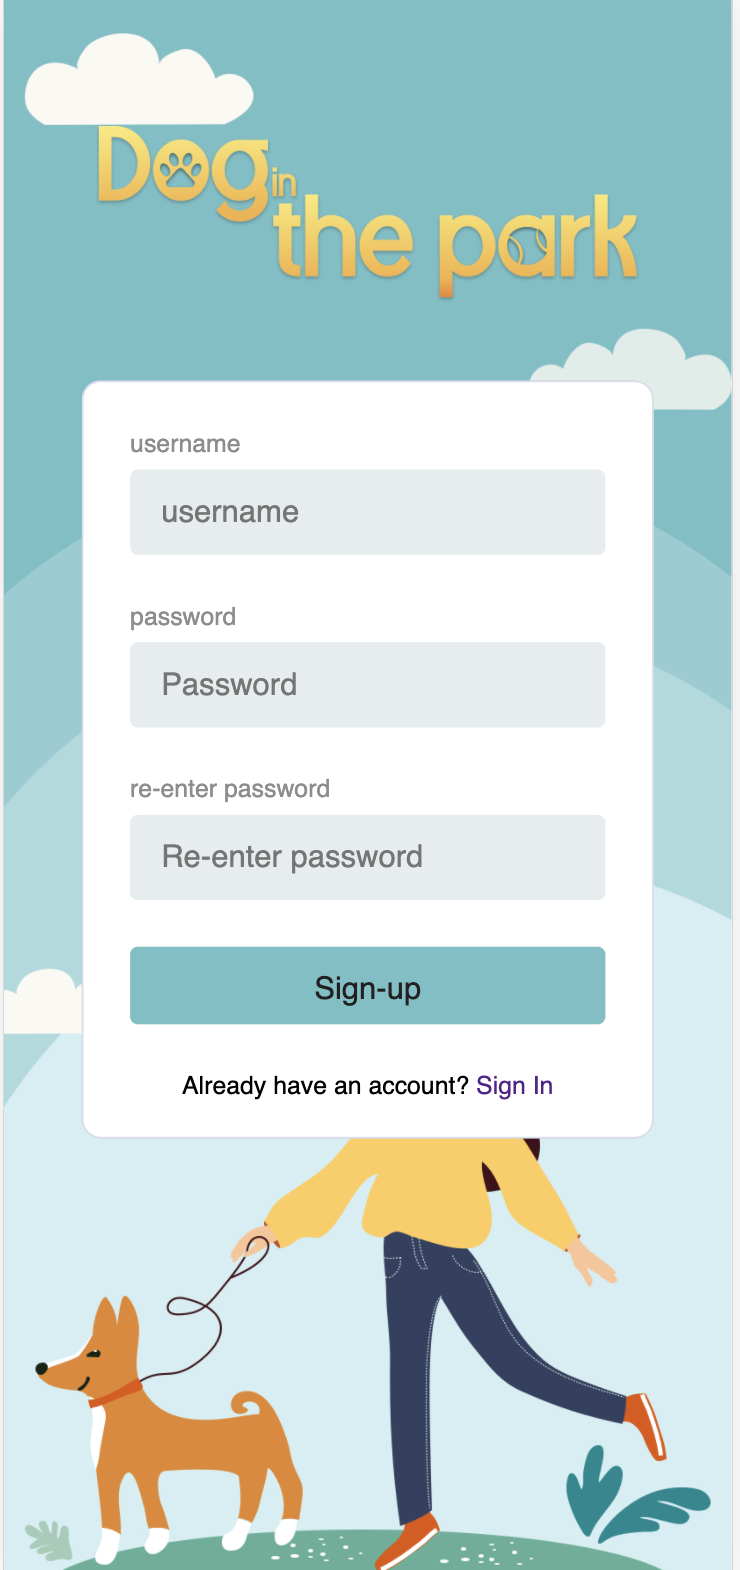 Dog in
the park
username
username
password
Password
re-enter password
Re-enter password
Sign-up
Already have an account? Sign In